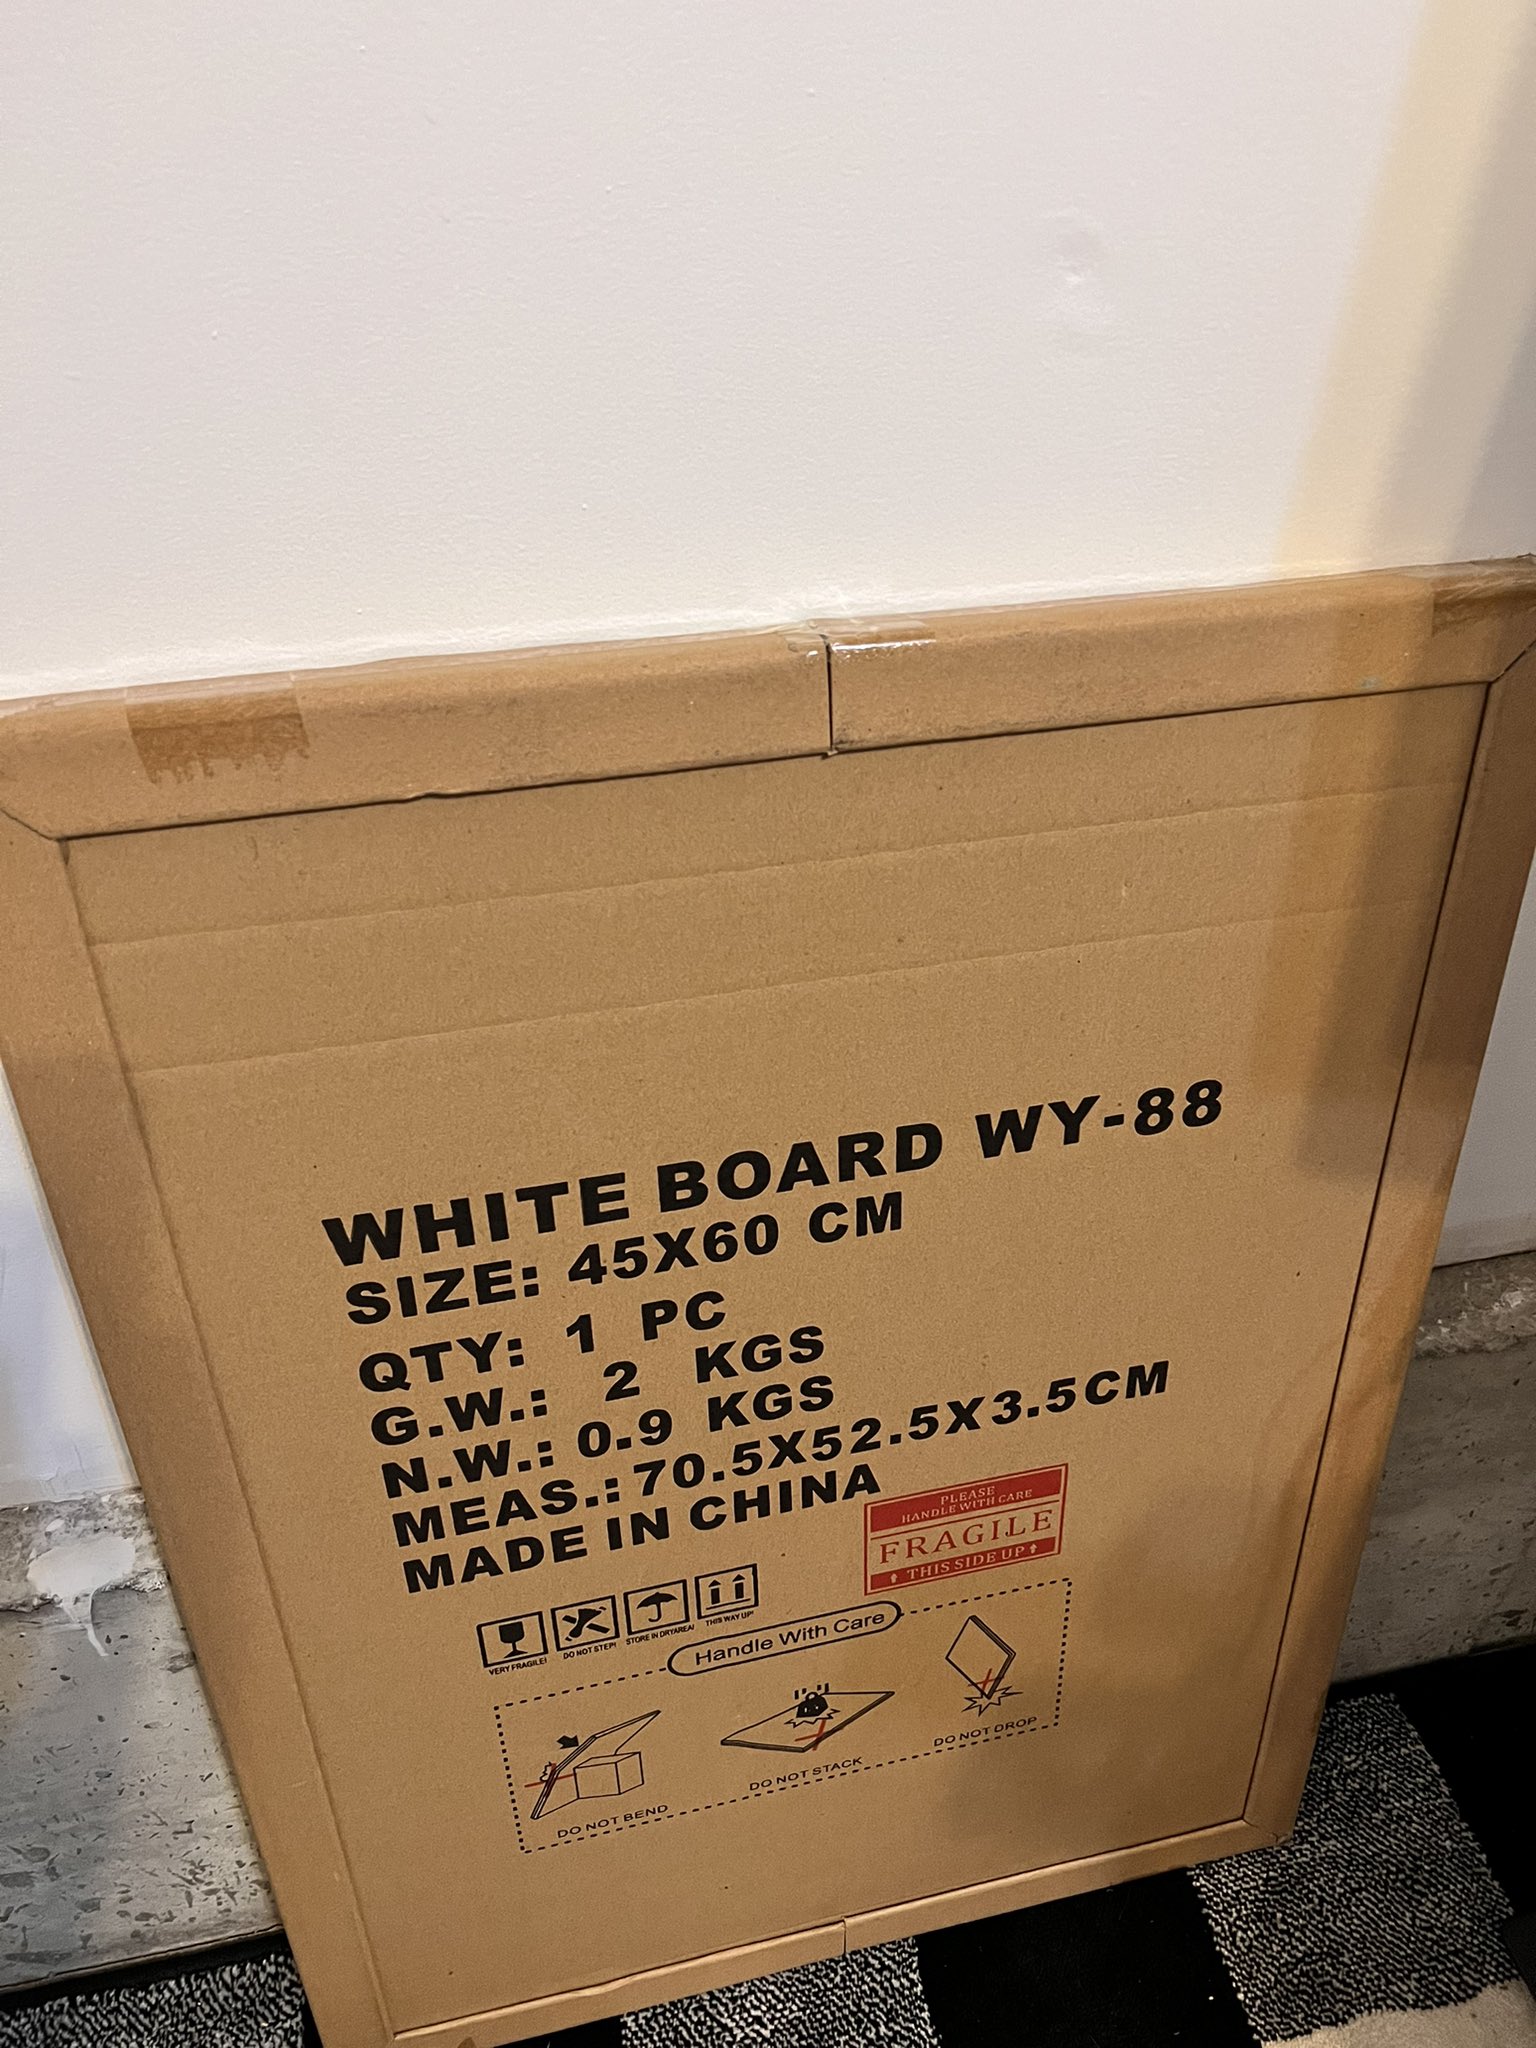 WHITE BOARD WY-88
SIZE: 45X60 CM
QTY: 1 PC
G.W.: 2 KGS
N.W.: 0.9 KGS
MEAS.: 70.5X52.5X3.5CM
MADE IN CHINA
PLEASE
HANDLE WITH CARE
FRAGILE
THIS SIDE UP
VERY FRAGILE!
DO NOT STEP!
STORE IN DRYAREA!
THIS WAY UP!
Handle With Care
DO NOT BEND
DO NOT STACK
DO NOT DROP